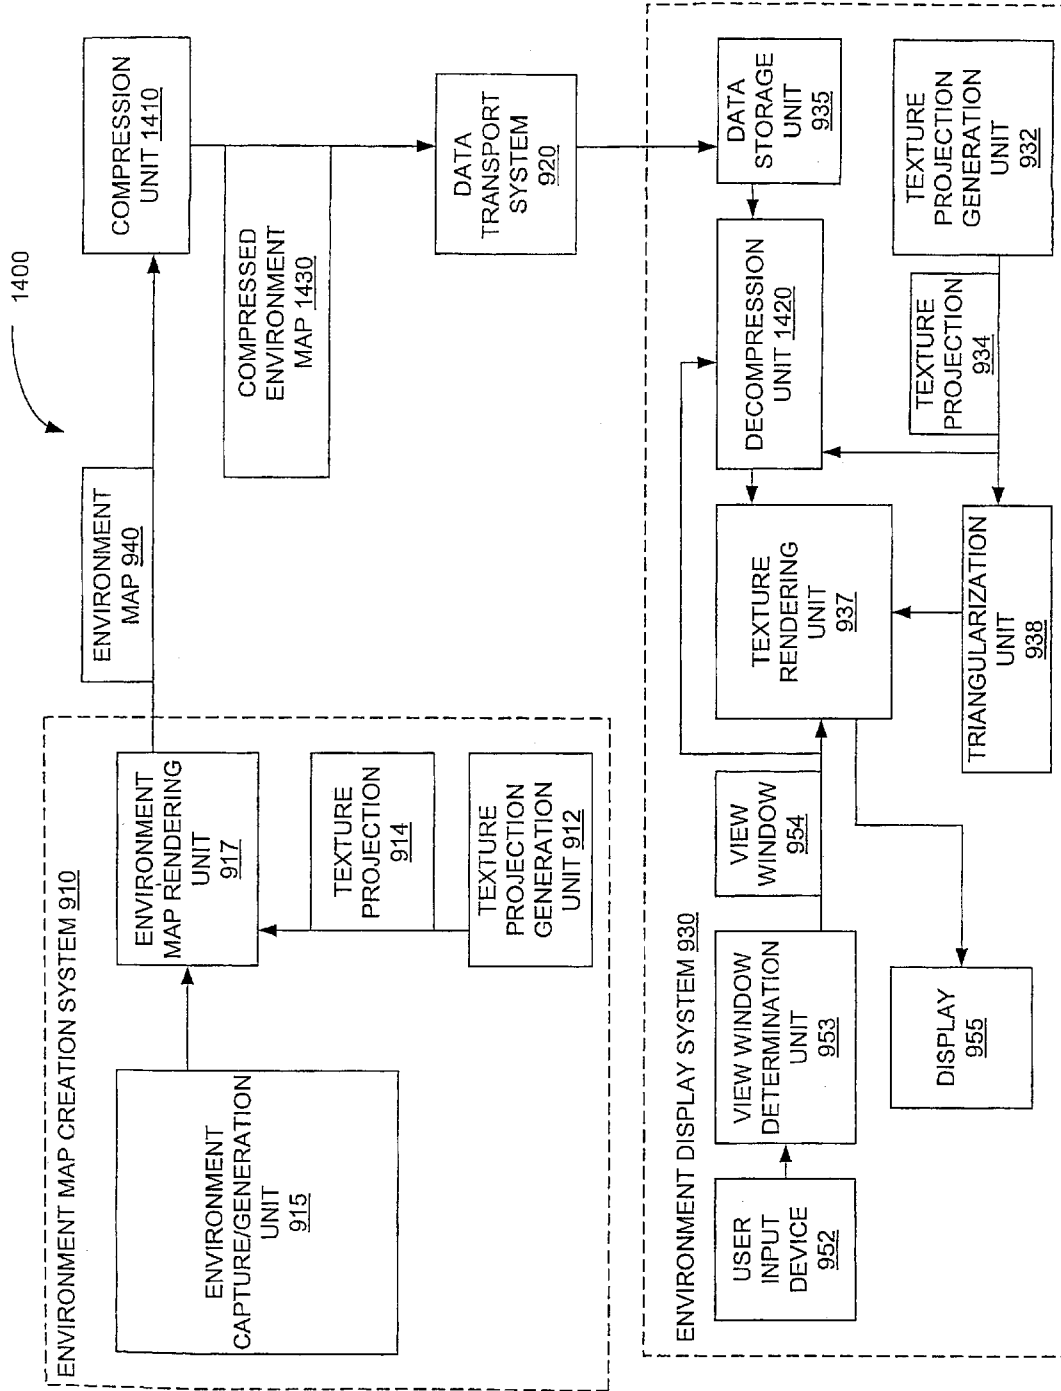 1400
ENVIRONMENT MAP CREATION SYSTEM 910
ENVIRONMENT
CAPTURE/GENERATION
UNIT
915
ENVIRONMENT
MAP RENDERING
UNIT
917
TEXTURE
PROJECTION
914
TEXTURE
PROJECTION
GENERATION
UNIT 912
ENVIRONMENT
MAP 940
COMPRESSION
UNIT 1410
COMPRESSED
ENVIRONMENT
MAP 1430
DATA
TRANSPORT
SYSTEM
920
ENVIRONMENT DISPLAY SYSTEM 930
USER
INPUT
DEVICE
952
VIEW WINDOW
DETERMINATION
UNIT
953
VIEW
WINDOW
954
TEXTURE
RENDERING
UNIT
937
DECOMPRESSION
UNIT 1420
DATA
STORAGE
UNIT
935
DISPLAY
955
TRIANGULARIZATION
UNIT
938
TEXTURE
PROJECTION
934
TEXTURE
PROJECTION
GENERATION
UNIT
932